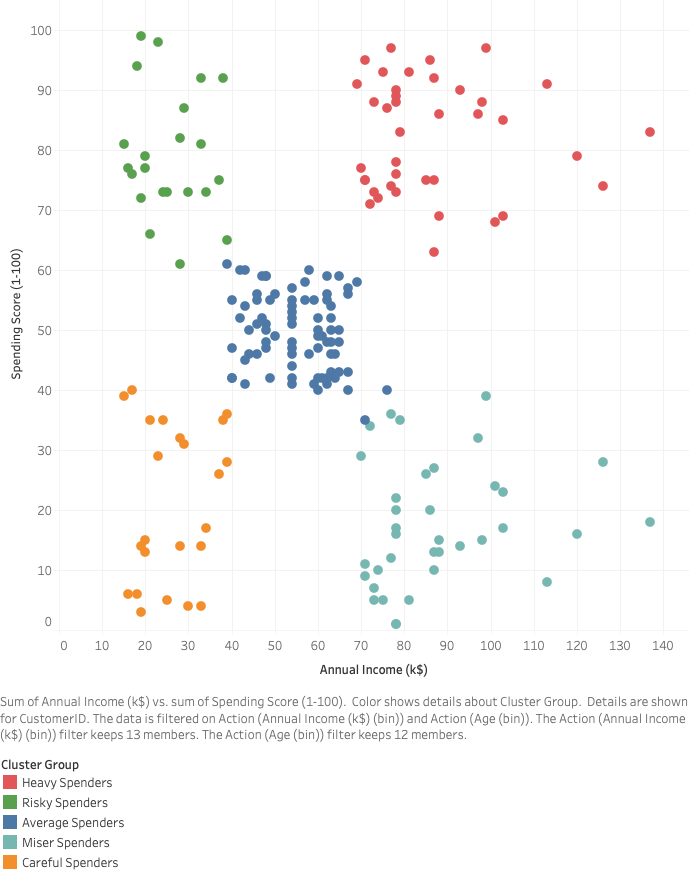 100
90
80
70
60
50
40
30
20
10
0
Spending Score (1-100)
0 10 20 30 40 50 60 70 80 90 100 110 120 130 140
Annual Income (k$)
Sum of Annual Income (k$) vs. sum of Spending Score (1-100).  Color shows details about Cluster Group.  Details are shown
for CustomerID. The data is filtered on Action (Annual Income (k$) (bin)) and Action (Age (bin)). The Action (Annual Income
(k$) (bin)) filter keeps 13 members. The Action (Age (bin)) filter keeps 12 members.
Cluster Group
Heavy Spenders
Risky Spenders
Average Spenders
Miser Spenders
Careful Spenders